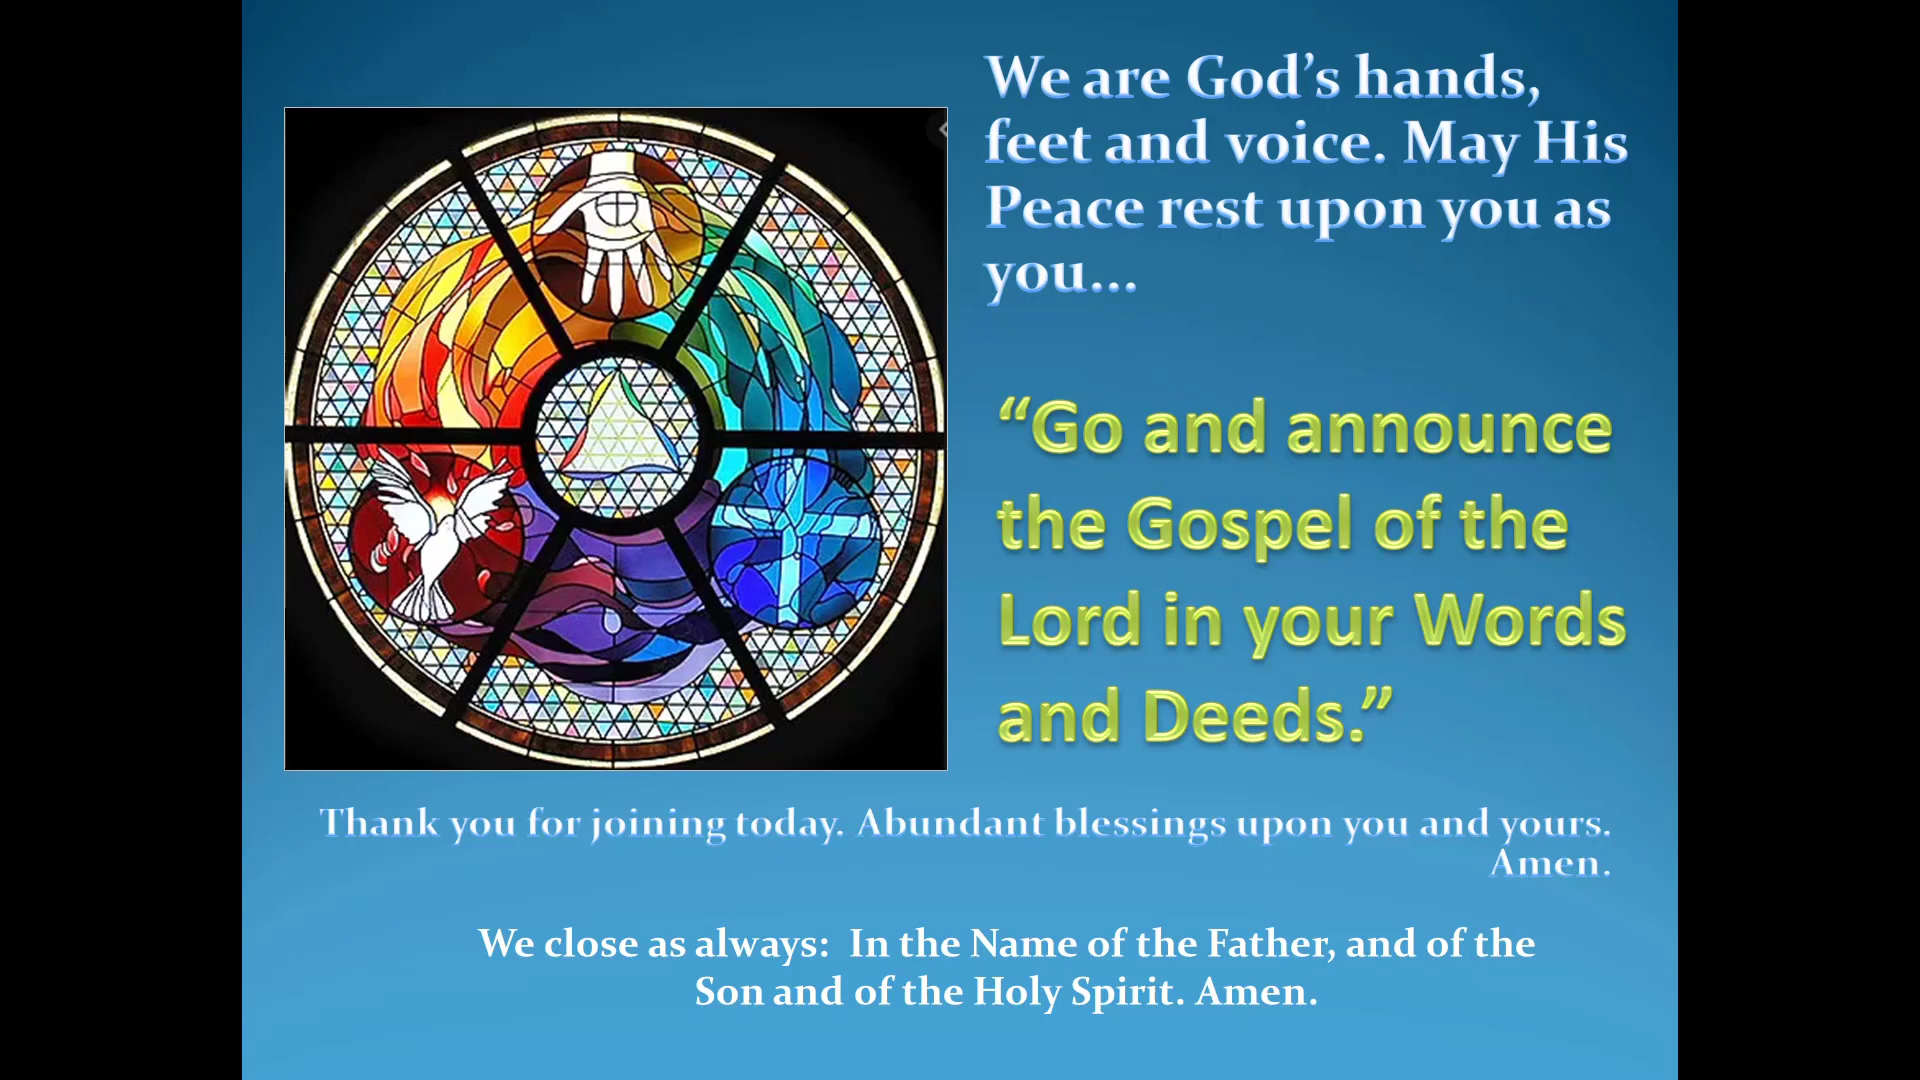 We are God’s hands,
feet and voice. May His
Peace rest upon you as
you…
“Go and announce
the Gospel of the
Lord in your Words
and Deeds.”
Thank you for joining today. Abundant blessings upon you and yours.
Amen.
We close as always:  In the Name of the Father, and of the
Son and of the Holy Spirit. Amen.